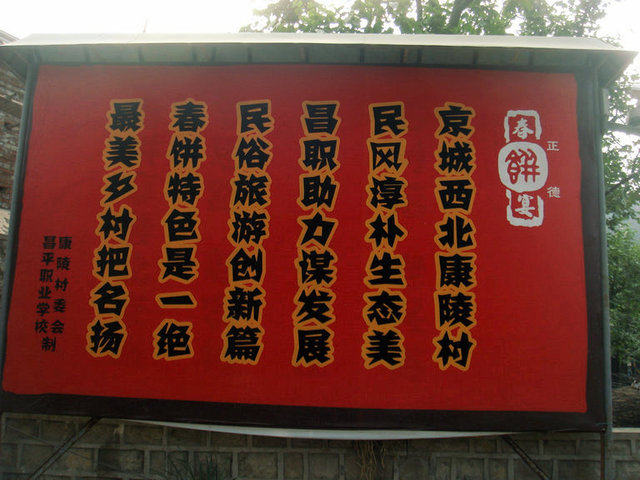 春餅宴
正德
京城西北康陵村
民风淳朴生态美
昌职助力谋发展
民俗旅游创新篇
春饼特色是一绝
最美乡村把名扬
康陵村委会
昌平职业学校制